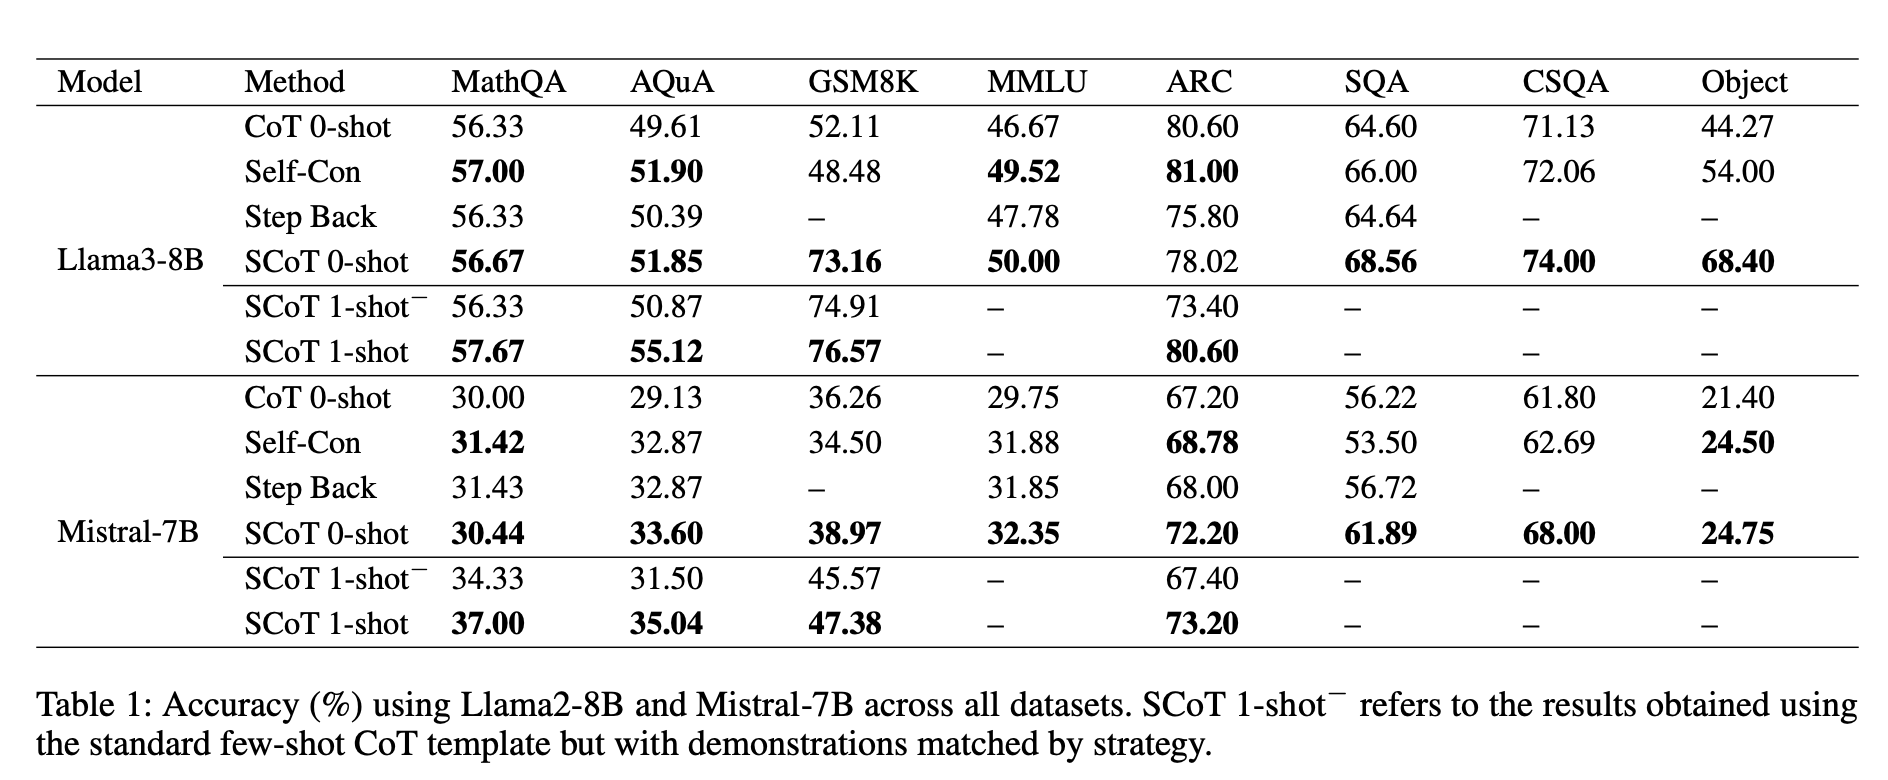 Model Method MathQA AQuA GSM8K MMLU ARC SQA CSQA Object
CoT 0-shot 56.33 49.61 52.11 46.67 80.60 64.60 71.13 44.27
Self-Con 57.00 51.90 48.48 49.52 81.00 66.00 72.06 54.00
Step Back 56.33 50.39 – 47.78 75.80 64.64 – –
Llama3-8B SCoT 0-shot 56.67 51.85 73.16 50.00 78.02 68.56 74.00 68.40
SCoT 1-shot⁻ 56.33 50.87 74.91 – 73.40 – – –
SCoT 1-shot 57.67 55.12 76.57 – 80.60 – – –
CoT 0-shot 30.00 29.13 36.26 29.75 67.20 56.22 61.80 21.40
Self-Con 31.42 32.87 34.50 31.88 68.78 53.50 62.69 24.50
Step Back 31.43 32.87 – 31.85 68.00 56.72 – –
Mistral-7B SCoT 0-shot 30.44 33.60 38.97 32.35 72.20 61.89 68.00 24.75
SCoT 1-shot⁻ 34.33 31.50 45.57 – 67.40 – – –
SCoT 1-shot 37.00 35.04 47.38 – 73.20 – – –
Table 1: Accuracy (%) using Llama2-8B and Mistral-7B across all datasets. SCoT 1-shot⁻ refers to the results obtained using
the standard few-shot CoT template but with demonstrations matched by strategy.